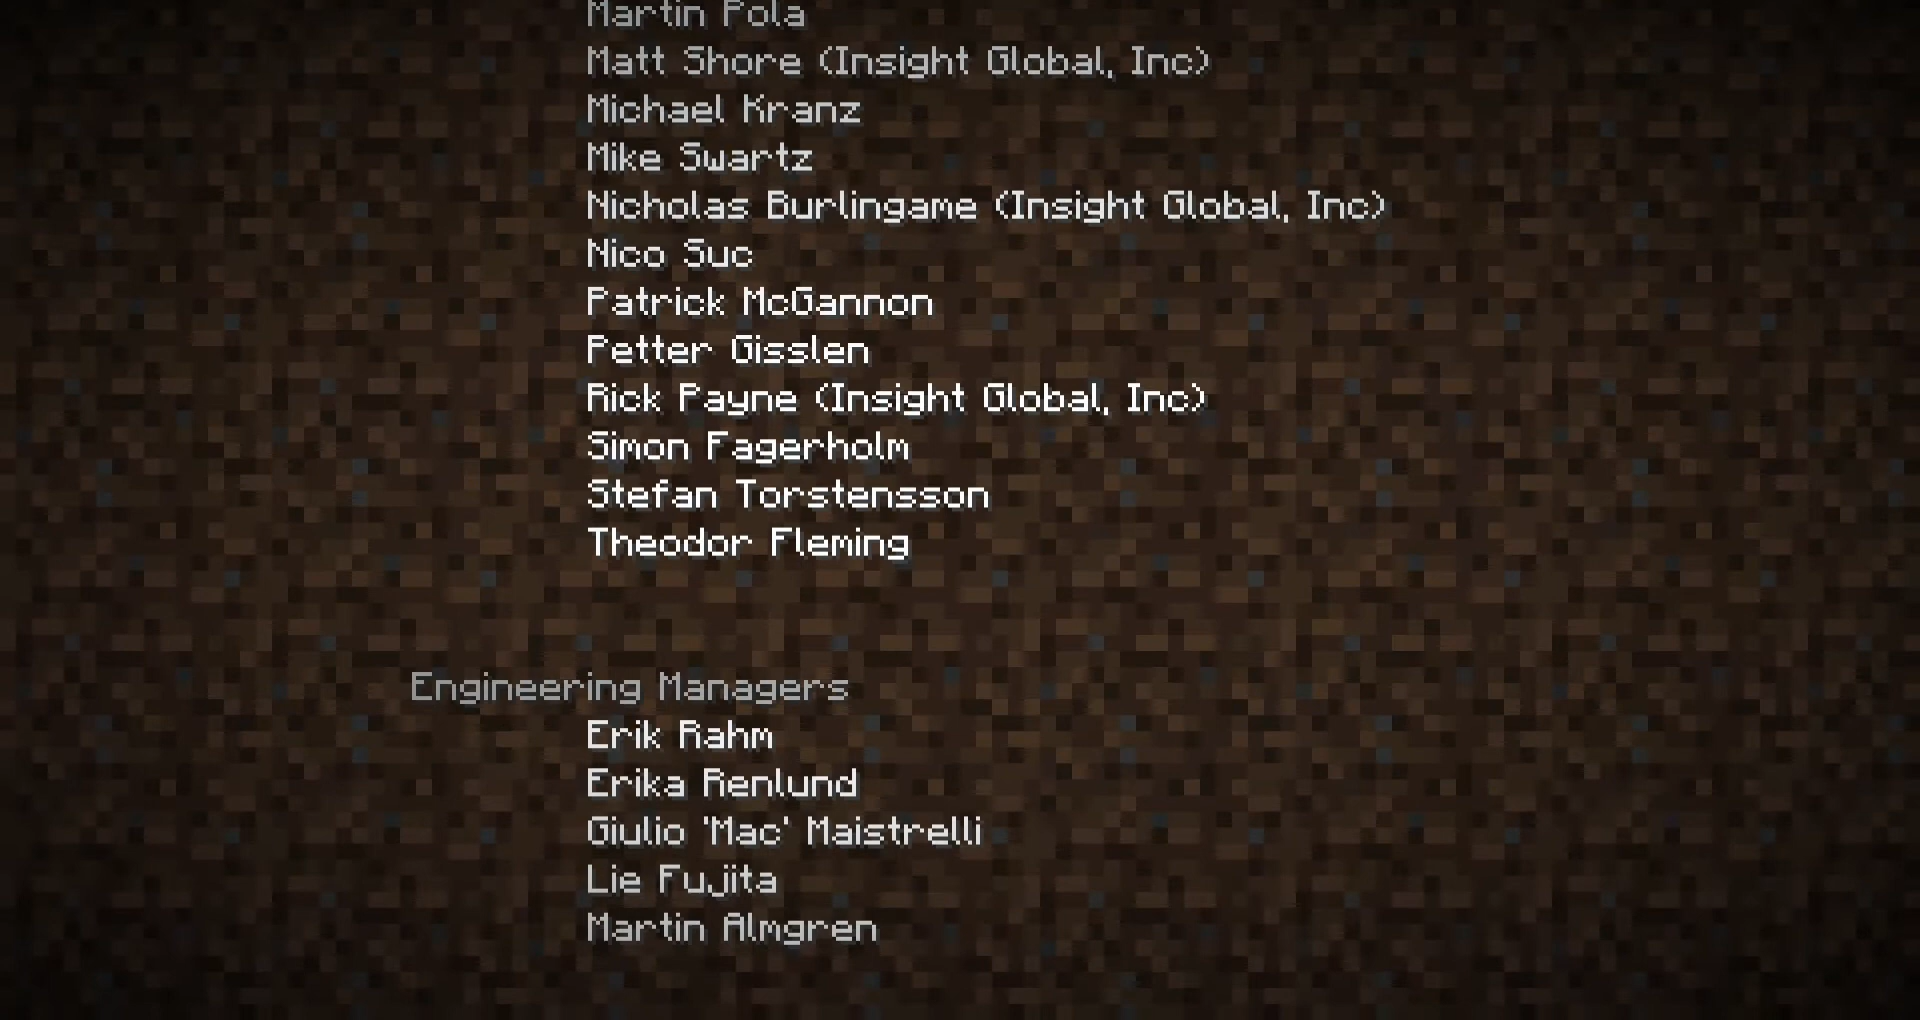 Martin Pola
Matt Shore (Insight Global, Inc)
Michael Kranz
Mike Swartz
Nicholas Burlingame (Insight Global, Inc)
Nico Suc
Patrick McGannon
Petter Gisslen
Rick Payne (Insight Global, Inc)
Simon Fagerholm
Stefan Torstensson
Theodor Fleming
Engineering Managers
Erik Rahm
Erika Renlund
Giulio 'Mac' Maistrelli
Lie Fujita
Martin Almgren